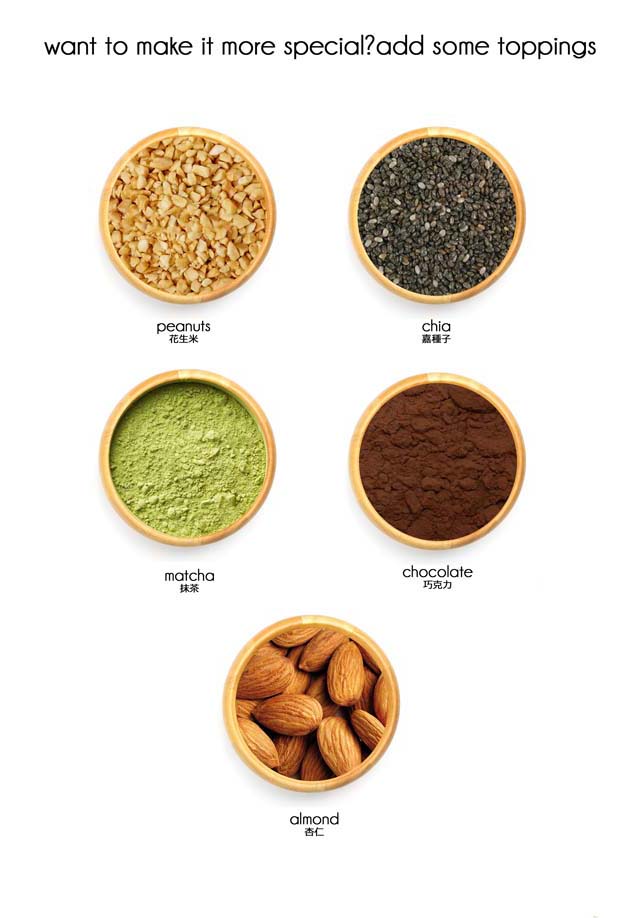 want to make it more special?add some toppings
peanuts
花生米
chia
嘉種子
matcha
抹茶
chocolate
巧克力
almond
杏仁